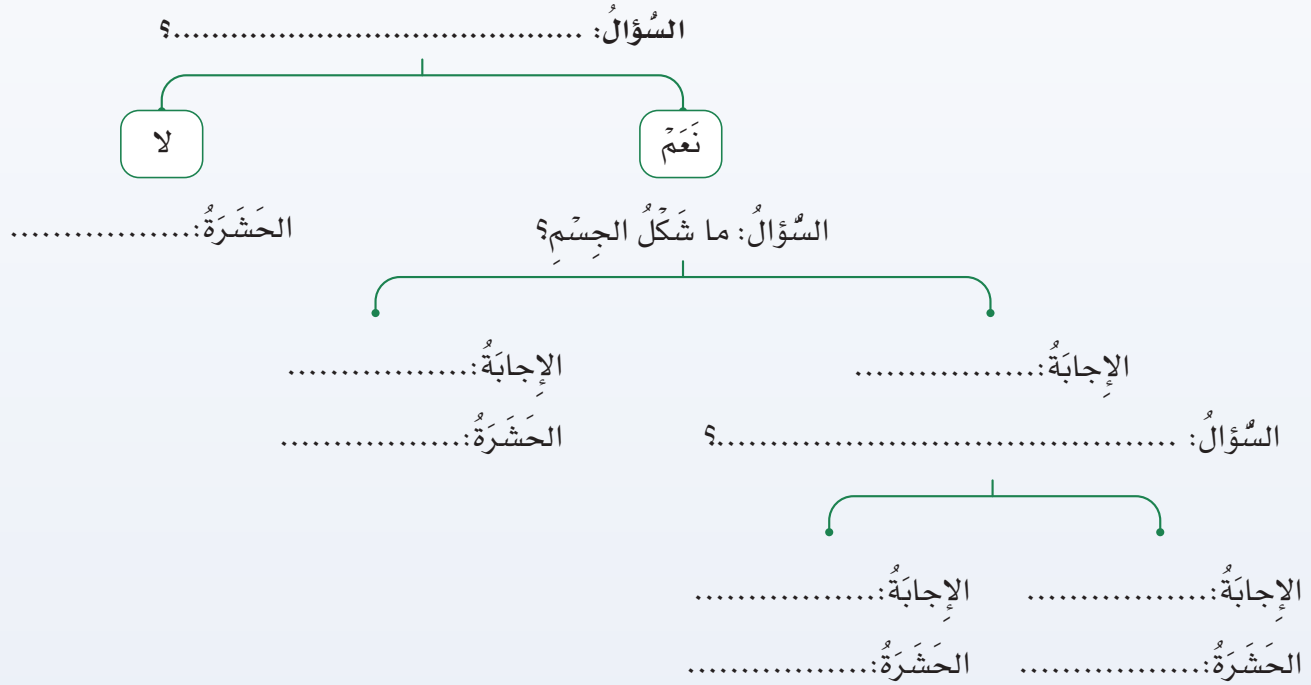 السُّؤالُ: ...........................................؟
نَعَمْ
لا
السُّؤالُ: ما شَكْلُ الجِسْمِ؟
الحَشَرَةُ:..................
الإِجابَةُ:..................
الإِجابَةُ:..................
السُّؤالُ: ..............................................؟
الحَشَرَةُ:..................
الإِجابَةُ:..................
الإِجابَةُ:..................
الحَشَرَةُ:..................
الحَشَرَةُ:..................